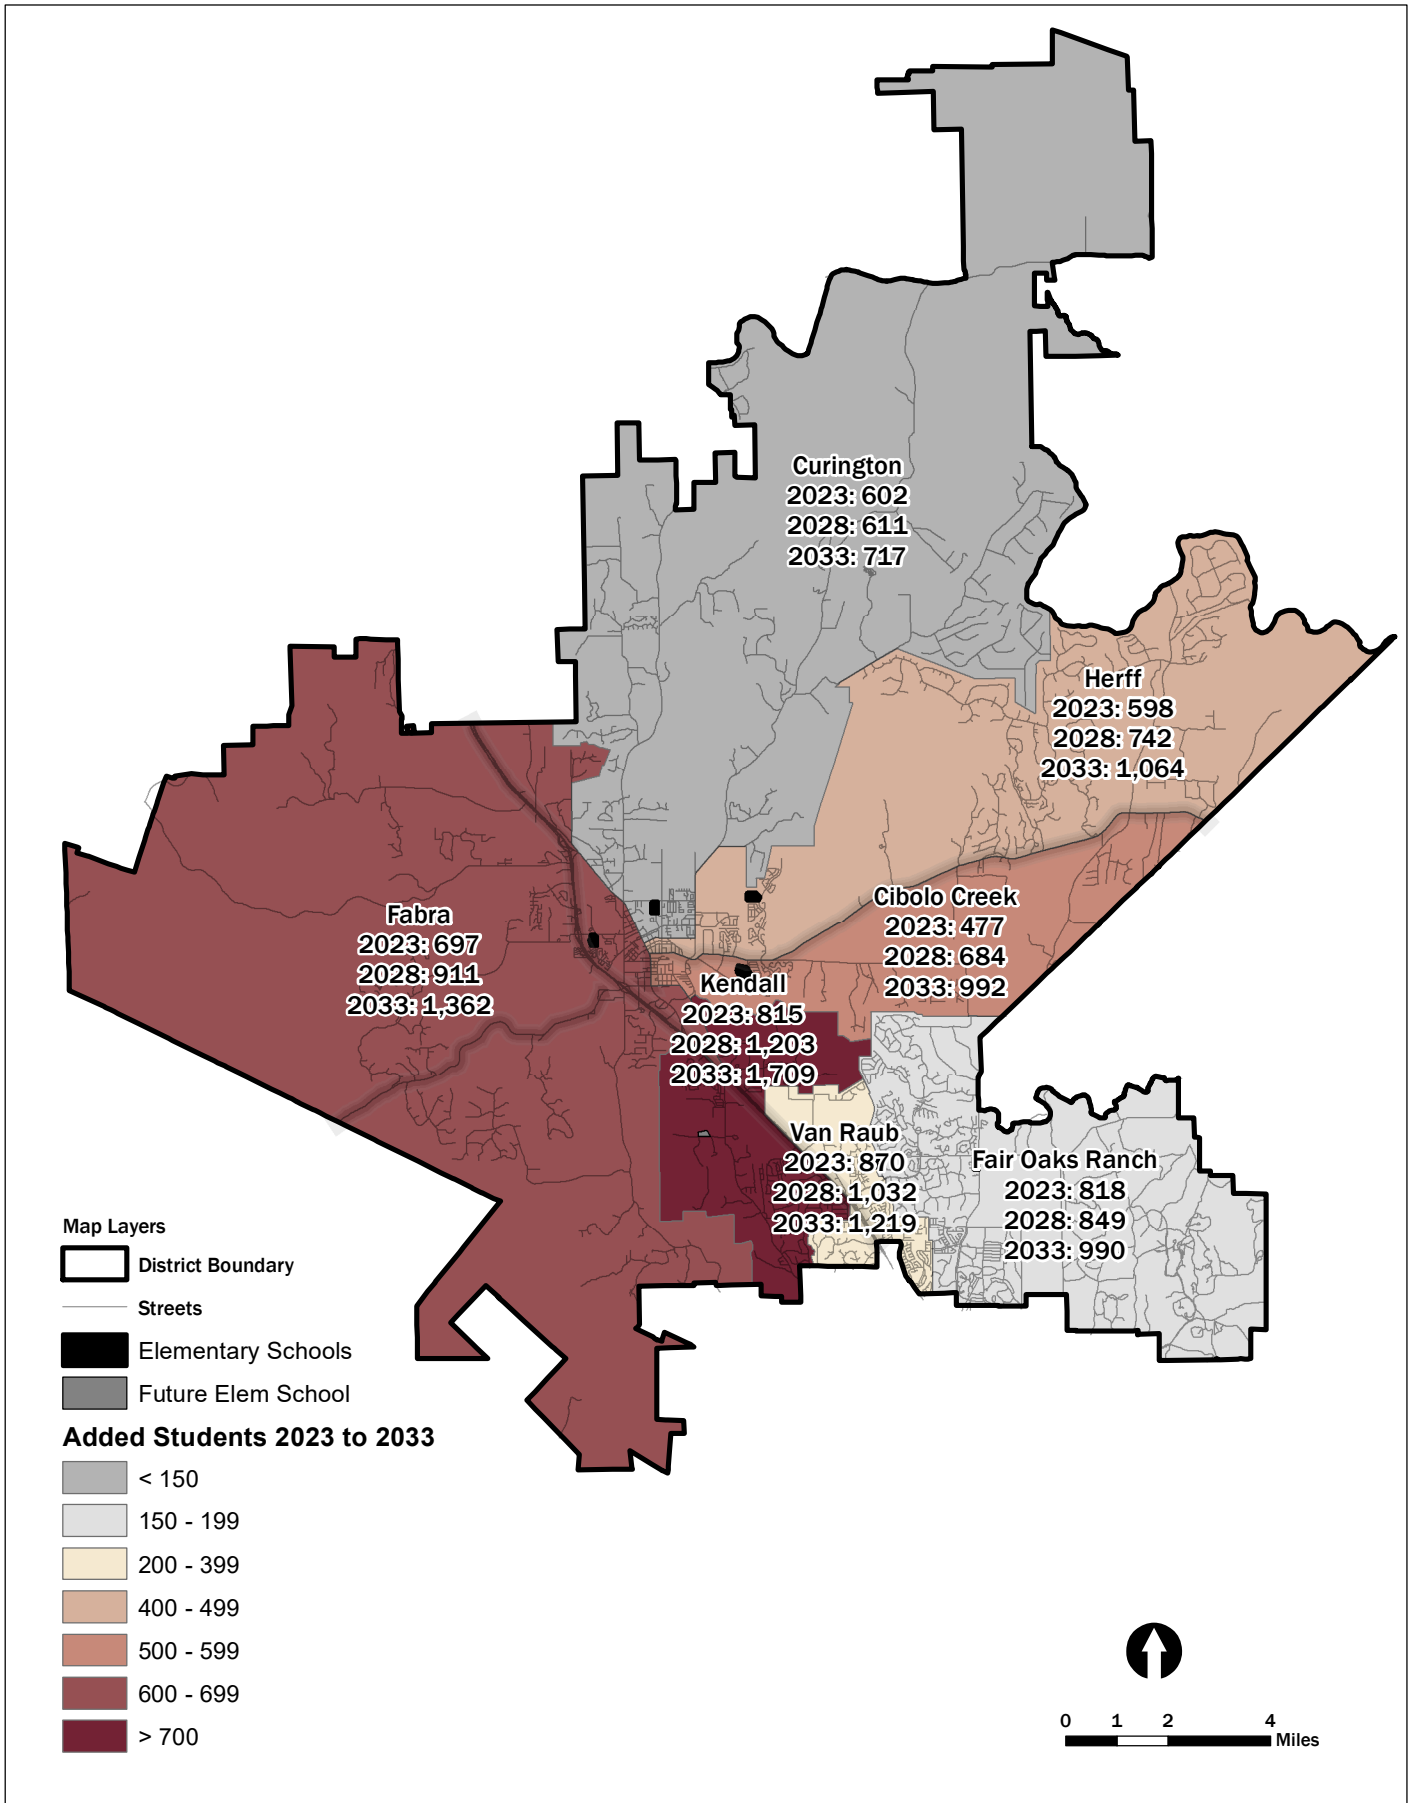 Curington
2023: 602
2028: 611
2033: 717
Herff
2023: 598
2028: 742
2033: 1,064
Cibolo Creek
2023: 477
2028: 684
2033: 992
Fabra
2023: 697
2028: 911
2033: 1,362
Kendall
2023: 815
2028: 1,203
2033: 1,709
Van Raub
2023: 870
2028: 1,032
2033: 1,219
Fair Oaks Ranch
2023: 818
2028: 849
2033: 990
Map Layers
District Boundary
Streets
Elementary Schools
Future Elem School
Added Students 2023 to 2033
< 150
150 - 199
200 - 399
400 - 499
500 - 599
600 - 699
> 700
0 1 2 4
Miles